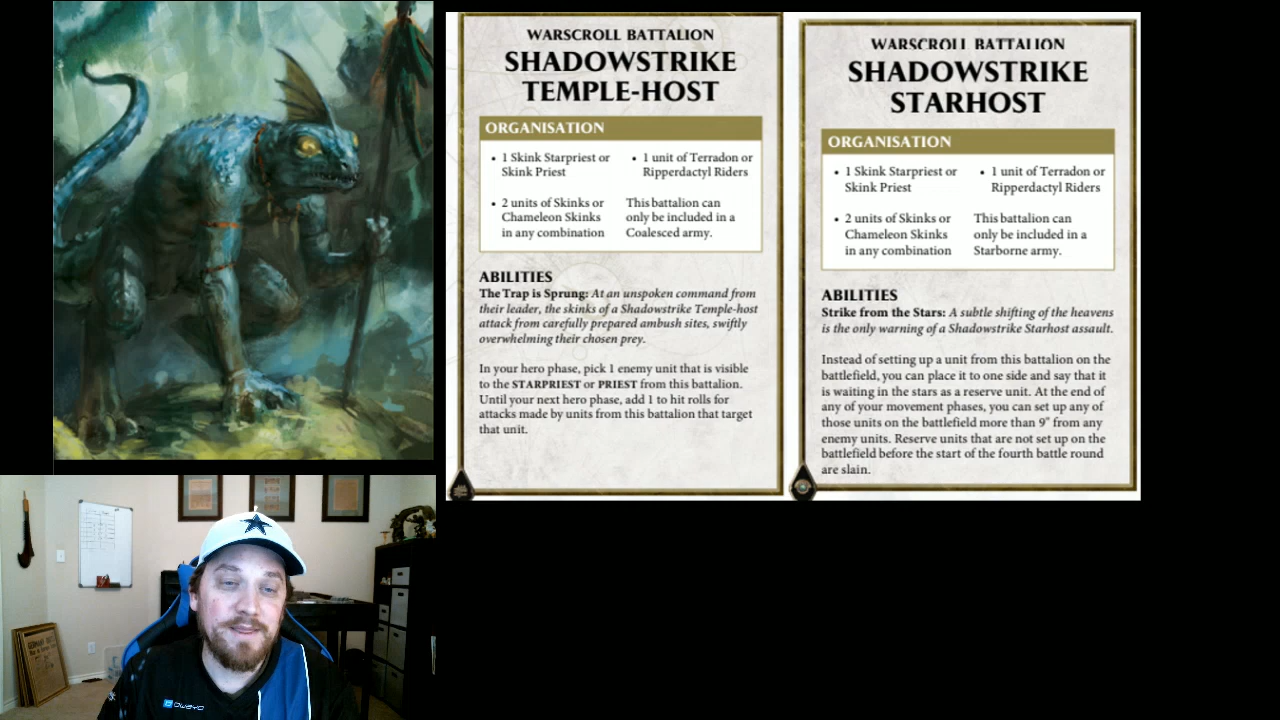 WARSCROLL BATTALION
SHADOWSTRIKE
TEMPLE-HOST
ORGANISATION
• 1 Skink Starpriest or
Skink Priest
• 2 units of Skinks or
Chameleon Skinks
in any combination
• 1 unit of Terradon or
Ripperdactyl Riders
This battalion can
only be included in a
Coalesced army.
ABILITIES
The Trap is Sprung: At an unspoken command from
their leader, the skinks of a Shadowstrike Temple-host
attack from carefully prepared ambush sites, swiftly
overwhelming their chosen prey.
In your hero phase, pick 1 enemy unit that is visible
to the STARPRIEST or PRIEST from this battalion.
Until your next hero phase, add 1 to hit rolls for
attacks made by units from this battalion that target
that unit.
WARSCROLL BATTALION
SHADOWSTRIKE
STARHOST
ORGANISATION
• 1 Skink Starpriest or
Skink Priest
• 2 units of Skinks or
Chameleon Skinks
in any combination
• 1 unit of Terradon or
Ripperdactyl Riders
This battalion can
only be included in a
Starborne army.
ABILITIES
Strike from the Stars: A subtle shifting of the heavens
is the only warning of a Shadowstrike Starhost assault.
Instead of setting up a unit from this battalion on the
battlefield, you can place it to one side and say that it
is waiting in the stars as a reserve unit. At the end of
any of your movement phases, you can set up any of
those units on the battlefield more than 9" from any
enemy units. Reserve units that are not set up on the
battlefield before the start of the fourth battle round
are slain.